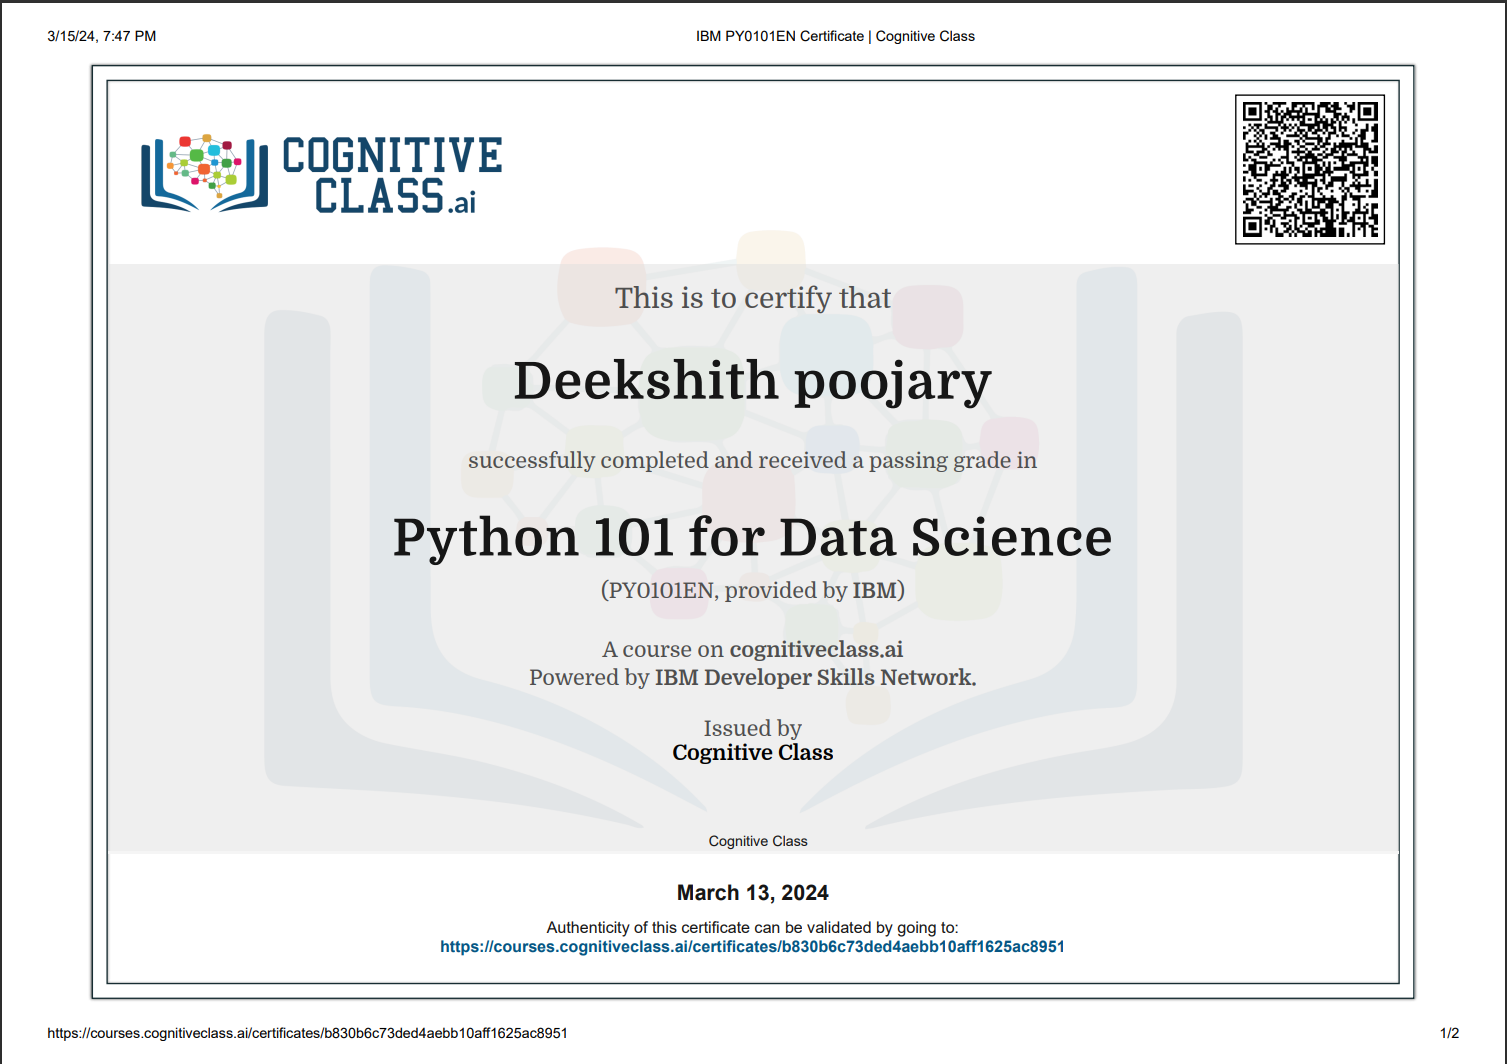 3/15/24, 7:47 PM
IBM PY0101EN Certificate | Cognitive Class
COGNITIVE
CLASS.ai
This is to certify that
Deekshith poojary
successfully completed and received a passing grade in
Python 101 for Data Science
(PY0101EN, provided by IBM)
A course on cognitiveclass.ai
Powered by IBM Developer Skills Network.
Issued by
Cognitive Class
Cognitive Class
March 13, 2024
Authenticity of this certificate can be validated by going to:
https://courses.cognitiveclass.ai/certificates/b830b6c73ded4aebb10aff1625ac8951
https://courses.cognitiveclass.ai/certificates/b830b6c73ded4aebb10aff1625ac8951
1/2